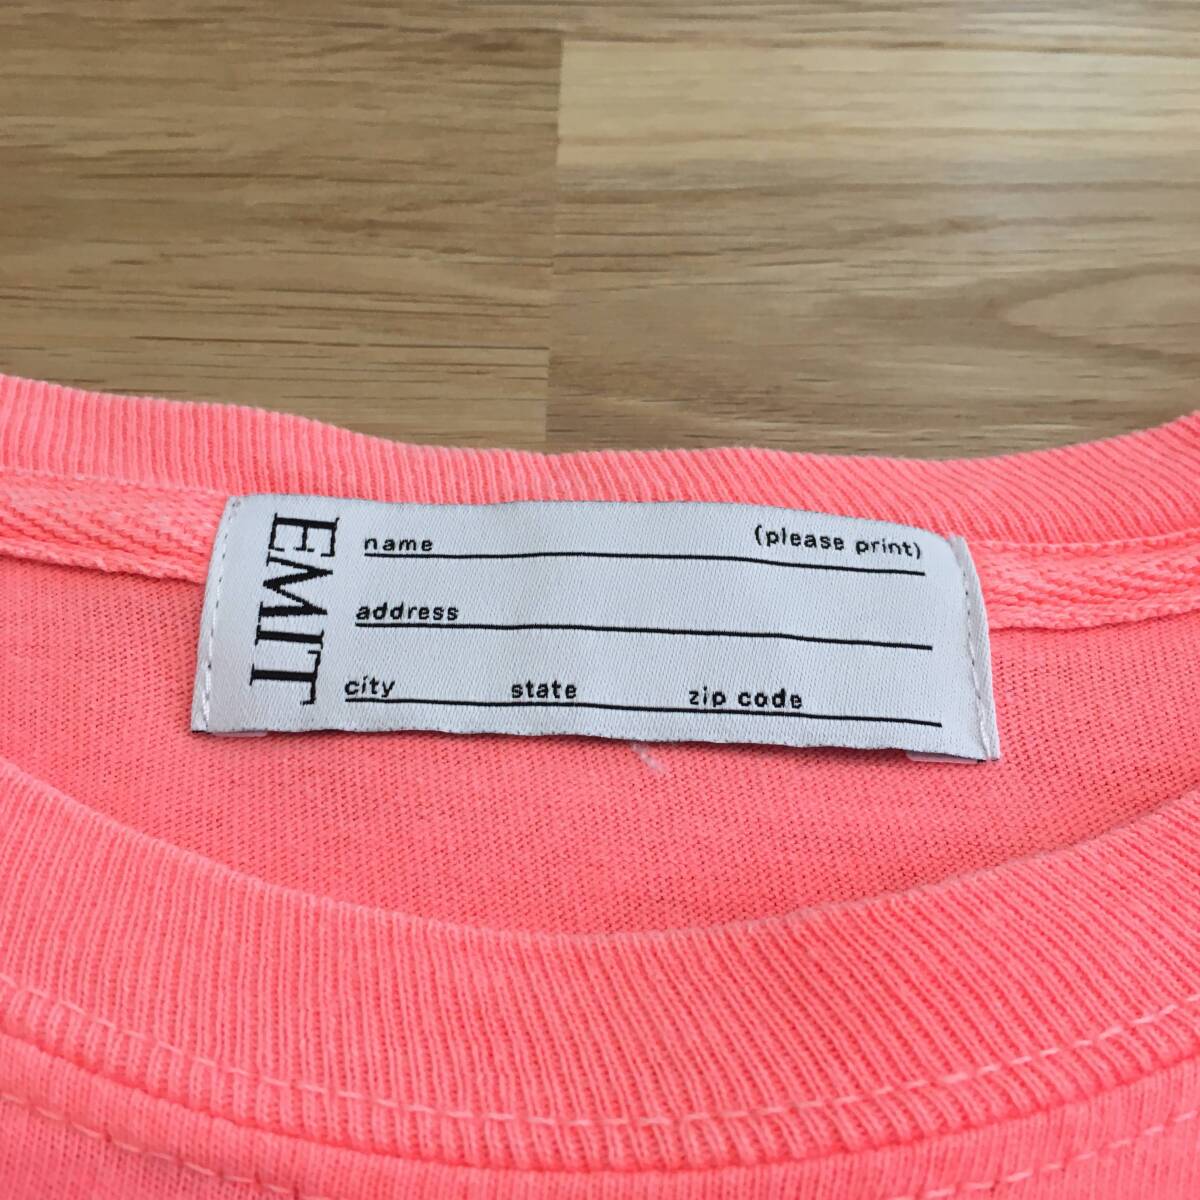 EMIT
name (please print)
address
city state zip code